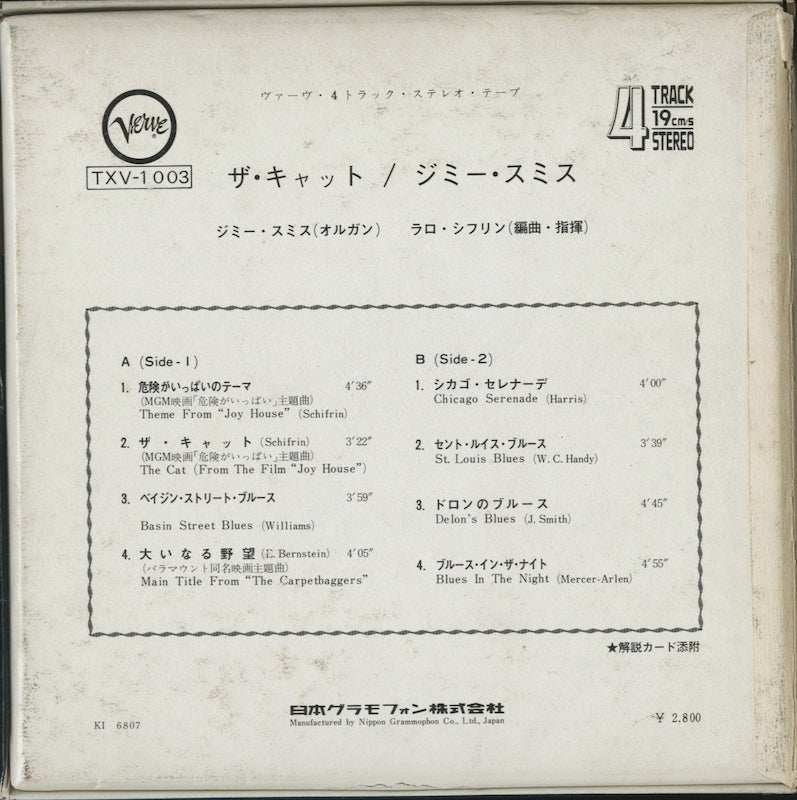 ヴァーヴ・4トラック・ステレオ・テープ
Verve
TXV-1003
4 TRACK
19cm/s
STEREO
ザ・キャット / ジミー・スミス
ジミー・スミス(オルガン)　ラロ・シフリン(編曲・指揮)
A (Side-1)
1. 危険がいっぱいのテーマ 4′36″
(MGM映画「危険がいっぱい」主題曲)
Theme From “Joy House” (Schifrin)
2. ザ・キャット (Schifrin) 3′22″
(MGM映画「危険がいっぱい」主題曲)
The Cat (From The Film “Joy House”)
3. ベイジン・ストリート・ブルース 3′59″
Basin Street Blues (Williams)
4. 大いなる野望 (E. Bernstein) 4′05″
(パラマウント同名映画主題曲)
Main Title From “The Carpetbaggers”
B (Side-2)
1. シカゴ・セレナーデ 4′00″
Chicago Serenade (Harris)
2. セント・ルイス・ブルース 3′39″
St. Louis Blues (W. C. Handy)
3. ドロンのブルース 4′45″
Delon's Blues (J. Smith)
4. ブルース・イン・ザ・ナイト 4′55″
Blues In The Night (Mercer-Arlen)
★解説カード添附
KI 6807
日本グラモフォン株式会社
Manufactured by Nippon Grammophon Co., Ltd., Japan
¥ 2,800